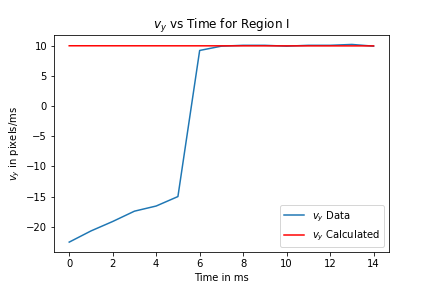 v_y vs Time for Region I
10
5
0
−5
−10
−15
−20
v_y in pixels/ms
0 2 4 6 8 10 12 14
Time in ms
v_y Data
v_y Calculated